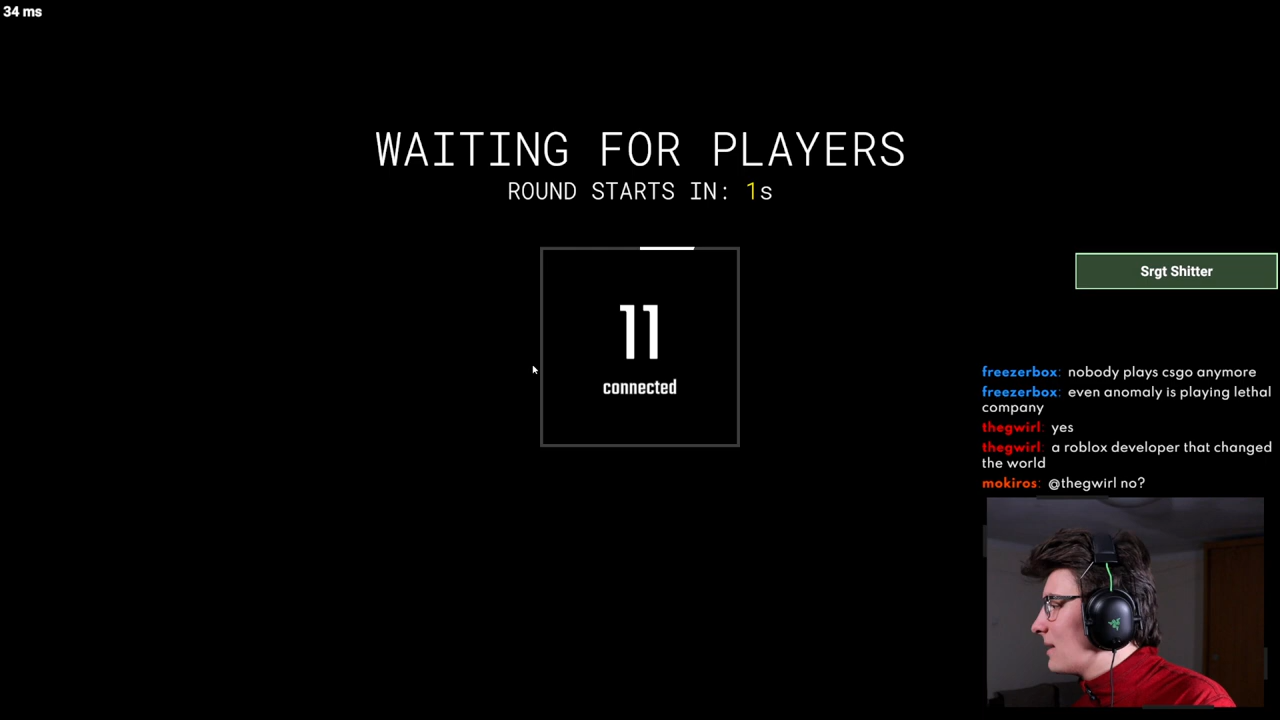 34 ms
WAITING FOR PLAYERS
ROUND STARTS IN: 1s
11
connected
Srgt Shitter
freezerbox: nobody plays csgo anymore
freezerbox: even anomaly is playing lethal
company
thegwirl: yes
thegwirl: a roblox developer that changed
the world
mokiros: @thegwirl no?